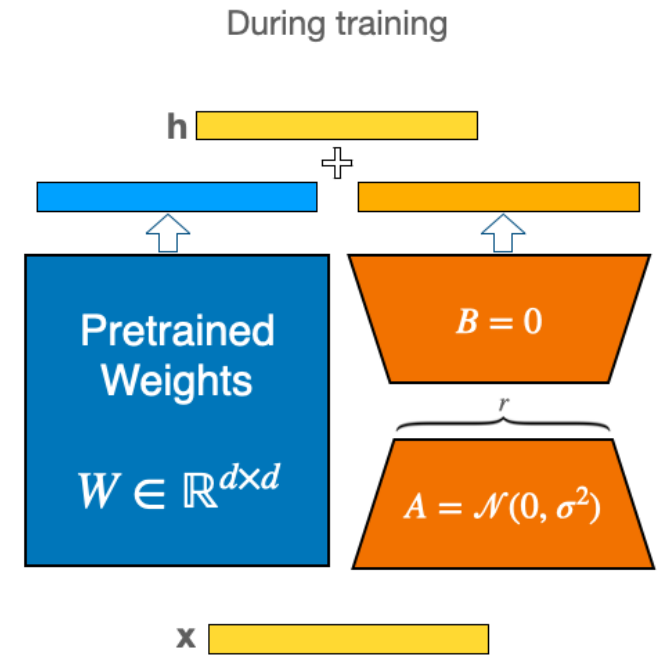 During training
h
Pretrained
Weights
W ∈ ℝ^{d×d}
B = 0
r
A = 𝒩(0, σ²)
x